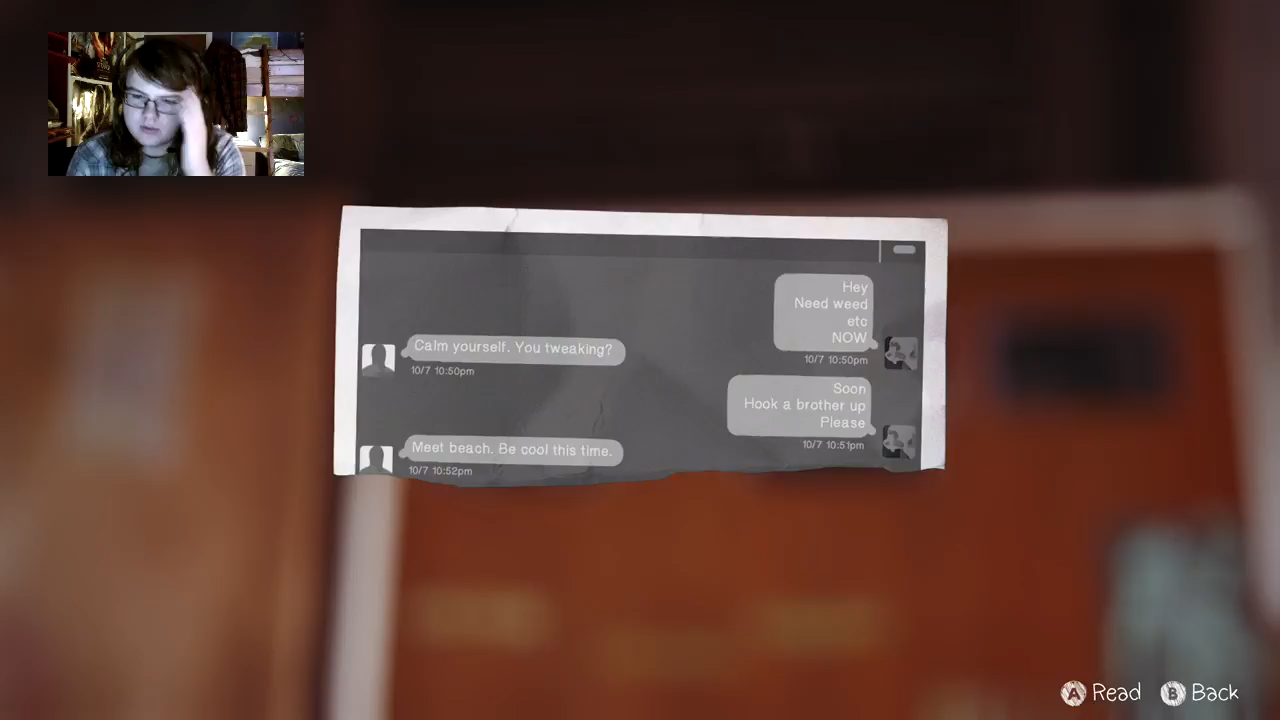 Hey
Need weed
etc
NOW
10/7 10:50pm
Calm yourself. You tweaking?
10/7 10:50pm
Soon
Hook a brother up
Please
10/7 10:51pm
Meet beach. Be cool this time.
10/7 10:52pm
A Read B Back